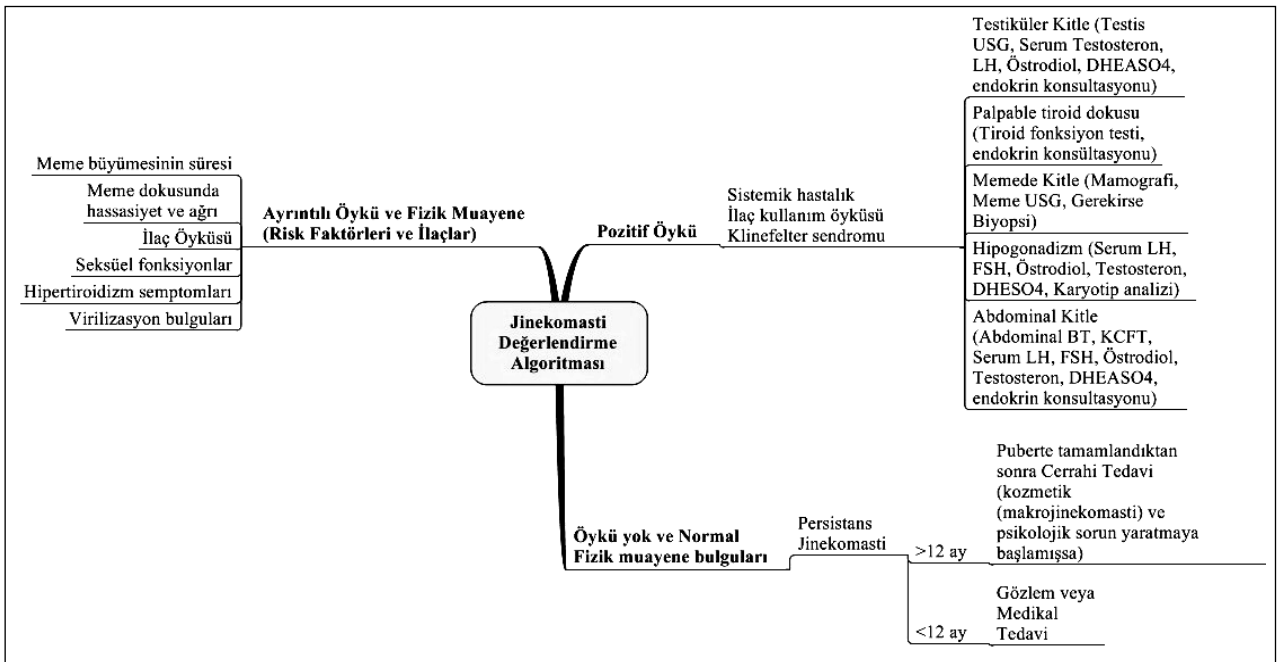 Meme büyümesinin süresi
Meme dokusunda
hassasiyet ve ağrı
İlaç Öyküsü
Seksüel fonksiyonlar
Hipertiroidizm semptomları
Virilizasyon bulguları
Ayrıntılı Öykü ve Fizik Muayene
(Risk Faktörleri ve İlaçlar)
Jinekomasti
Değerlendirme
Algoritması
Pozitif Öykü
Sistemik hastalık
İlaç kullanım öyküsü
Klinefelter sendromu
Testiküler Kitle (Testis
USG, Serum Testosteron,
LH, Östrodiol, DHEASO4,
endokrin konsultasyonu)
Palpable tiroid dokusu
(Tiroid fonksiyon testi,
endokrin konsültasyonu)
Memede Kitle (Mamografi,
Meme USG, Gerekirse
Biyopsi)
Hipogonadizm (Serum LH,
FSH, Östrodiol, Testosteron,
DHESO4, Karyotip analizi)
Abdominal Kitle
(Abdominal BT, KCFT,
Serum LH, FSH, Östrodiol,
Testosteron, DHEASO4,
endokrin konsultasyonu)
Öykü yok ve Normal
Fizik muayene bulguları
Persistans
Jinekomasti
>12 ay
Puberte tamamlandıktan
sonra Cerrahi Tedavi
(kozmetik
(makrojinekomasti) ve
psikolojik sorun yaratmaya
başlamışsa)
<12 ay
Gözlem veya
Medikal
Tedavi